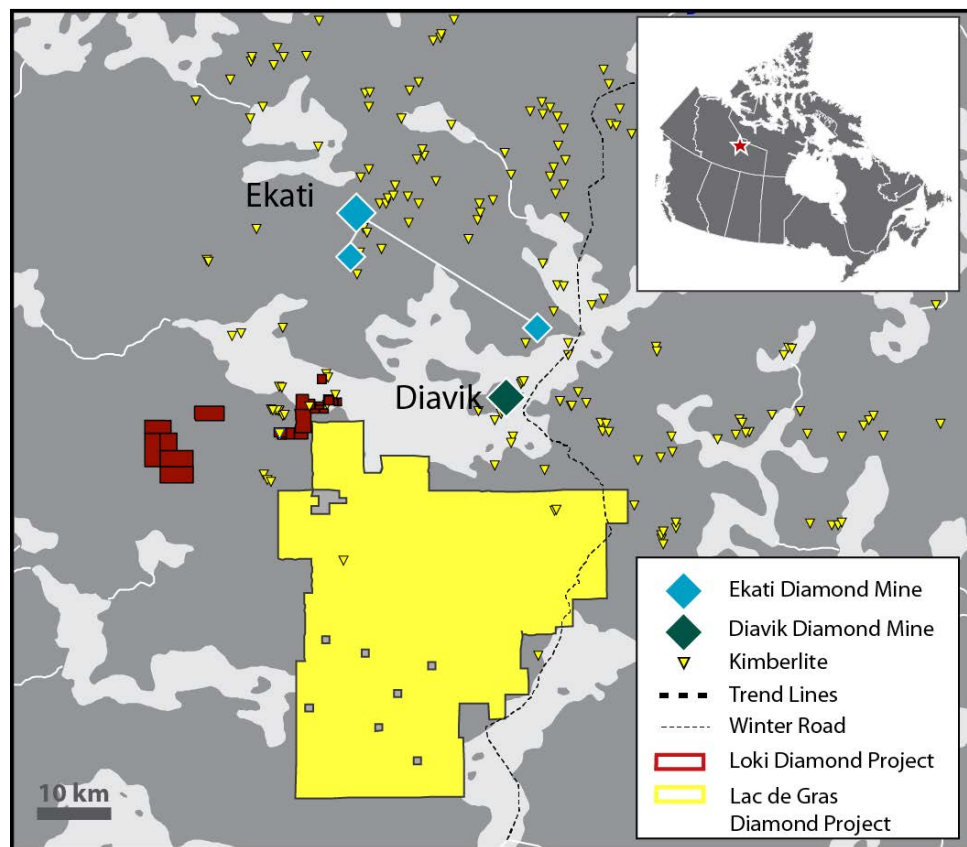 Ekati
Diavik
Ekati Diamond Mine
Diavik Diamond Mine
Kimberlite
Trend Lines
Winter Road
Loki Diamond Project
Lac de Gras
Diamond Project
10 km